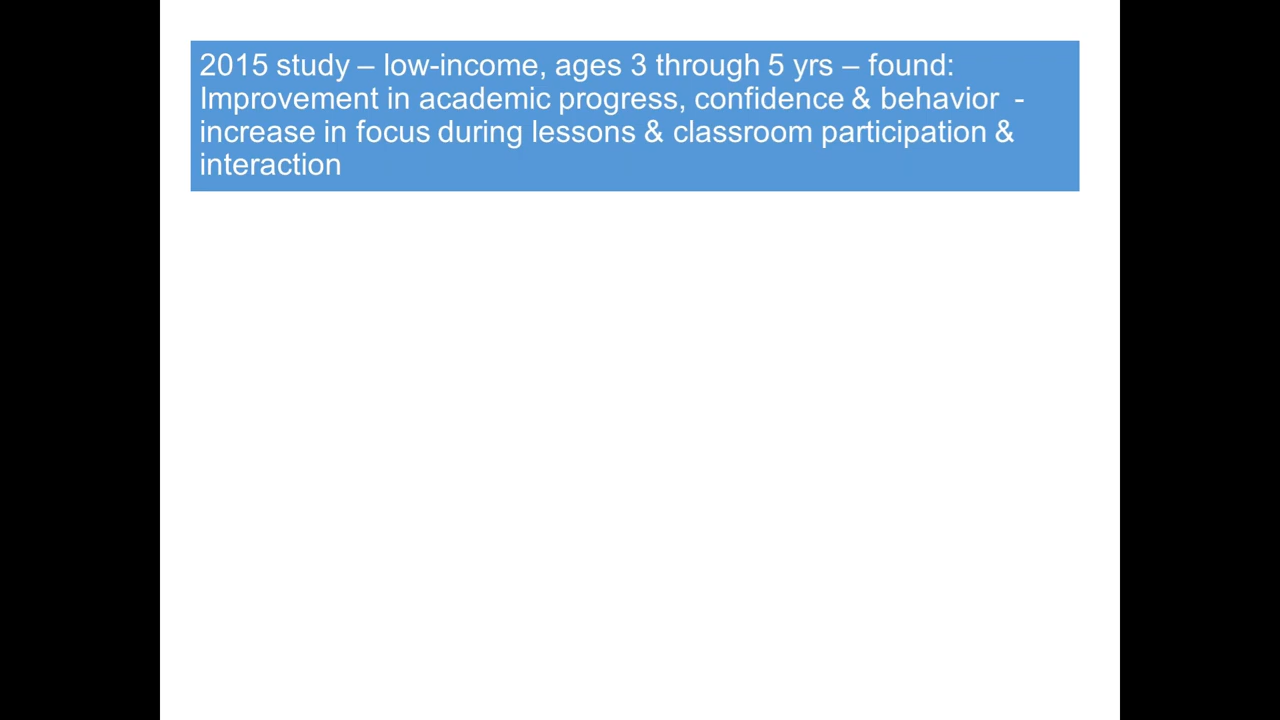 2015 study – low-income, ages 3 through 5 yrs – found:
Improvement in academic progress, confidence & behavior  -
increase in focus during lessons & classroom participation &
interaction